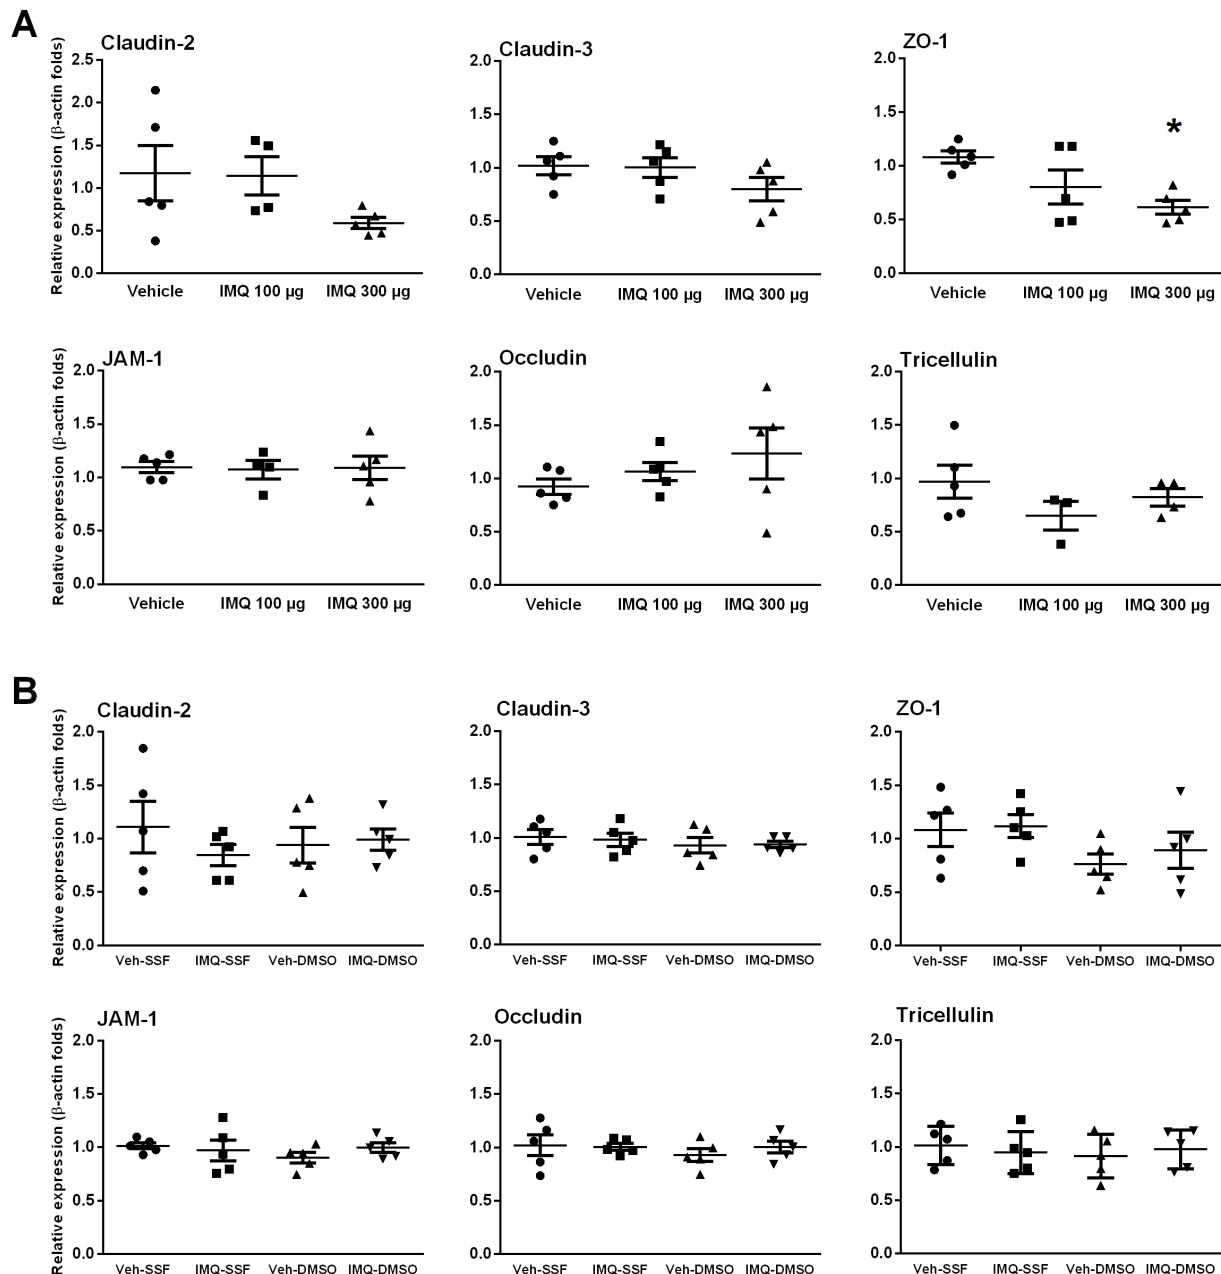 A
Claudin-2
Relative expression (β-actin folds)
2.5
2.0
1.5
1.0
0.5
0.0
Vehicle IMQ 100 µg IMQ 300 µg
Claudin-3
2.0
1.5
1.0
0.5
0.0
Vehicle IMQ 100 µg IMQ 300 µg
ZO-1
2.0
1.5
1.0
0.5
0.0
*
Vehicle IMQ 100 µg IMQ 300 µg
JAM-1
Relative expression (β-actin folds)
2.0
1.5
1.0
0.5
0.0
Vehicle IMQ 100 µg IMQ 300 µg
Occludin
2.0
1.5
1.0
0.5
0.0
Vehicle IMQ 100 µg IMQ 300 µg
Tricellulin
2.0
1.5
1.0
0.5
0.0
Vehicle IMQ 100 µg IMQ 300 µg
B
Claudin-2
Relative expression (β-actin folds)
2.0
1.5
1.0
0.5
0.0
Veh-SSF IMQ-SSF Veh-DMSO IMQ-DMSO
Claudin-3
2.0
1.5
1.0
0.5
0.0
Veh-SSF IMQ-SSF Veh-DMSO IMQ-DMSO
ZO-1
2.0
1.5
1.0
0.5
0.0
Veh-SSF IMQ-SSF Veh-DMSO IMQ-DMSO
JAM-1
Relative expression (β-actin folds)
2.0
1.5
1.0
0.5
0.0
Veh-SSF IMQ-SSF Veh-DMSO IMQ-DMSO
Occludin
2.0
1.5
1.0
0.5
0.0
Veh-SSF IMQ-SSF Veh-DMSO IMQ-DMSO
Tricellulin
2.0
1.5
1.0
0.5
0.0
Veh-SSF IMQ-SSF Veh-DMSO IMQ-DMSO